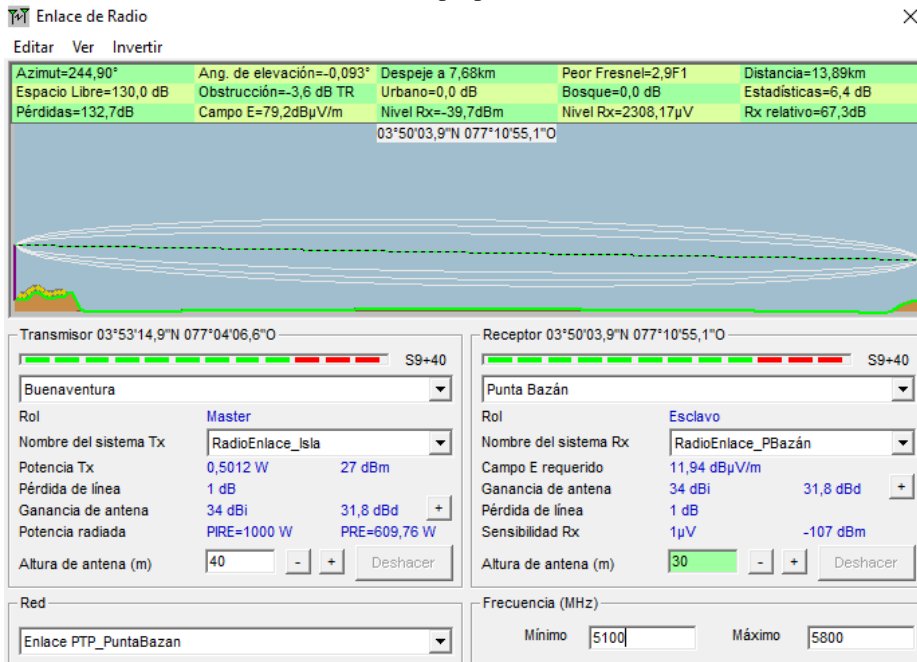 Enlace de Radio
Editar Ver Invertir
Azimut=244,90° Ang. de elevación=-0,093° Despeje a 7,68km Peor Fresnel=2,9F1 Distancia=13,89km
Espacio Libre=130,0 dB Obstrucción=-3,6 dB TR Urbano=0,0 dB Bosque=0,0 dB Estadísticas=6,4 dB
Pérdidas=132,7dB Campo E=79,2dBµV/m Nivel Rx=-39,7dBm Nivel Rx=2308,17µV Rx relativo=67,3dB
03°50'03,9"N 077°10'55,1"O
Transmisor 03°53'14,9"N 077°04'06,6"O
S9+40
Buenaventura
Rol Master
Nombre del sistema Tx RadioEnlace_Isla
Potencia Tx 0,5012 W 27 dBm
Pérdida de línea 1 dB
Ganancia de antena 34 dBi 31,8 dBd +
Potencia radiada PIRE=1000 W PRE=609,76 W
Altura de antena (m) 40 - + Deshacer
Receptor 03°50'03,9"N 077°10'55,1"O
S9+40
Punta Bazán
Rol Esclavo
Nombre del sistema Rx RadioEnlace_PBazán
Campo E requerido 11,94 dBµV/m
Ganancia de antena 34 dBi 31,8 dBd +
Pérdida de línea 1 dB
Sensibilidad Rx 1µV -107 dBm
Altura de antena (m) 30 - + Deshacer
Red
Enlace PTP_PuntaBazan
Frecuencia (MHz)
Mínimo 5100 Máximo 5800